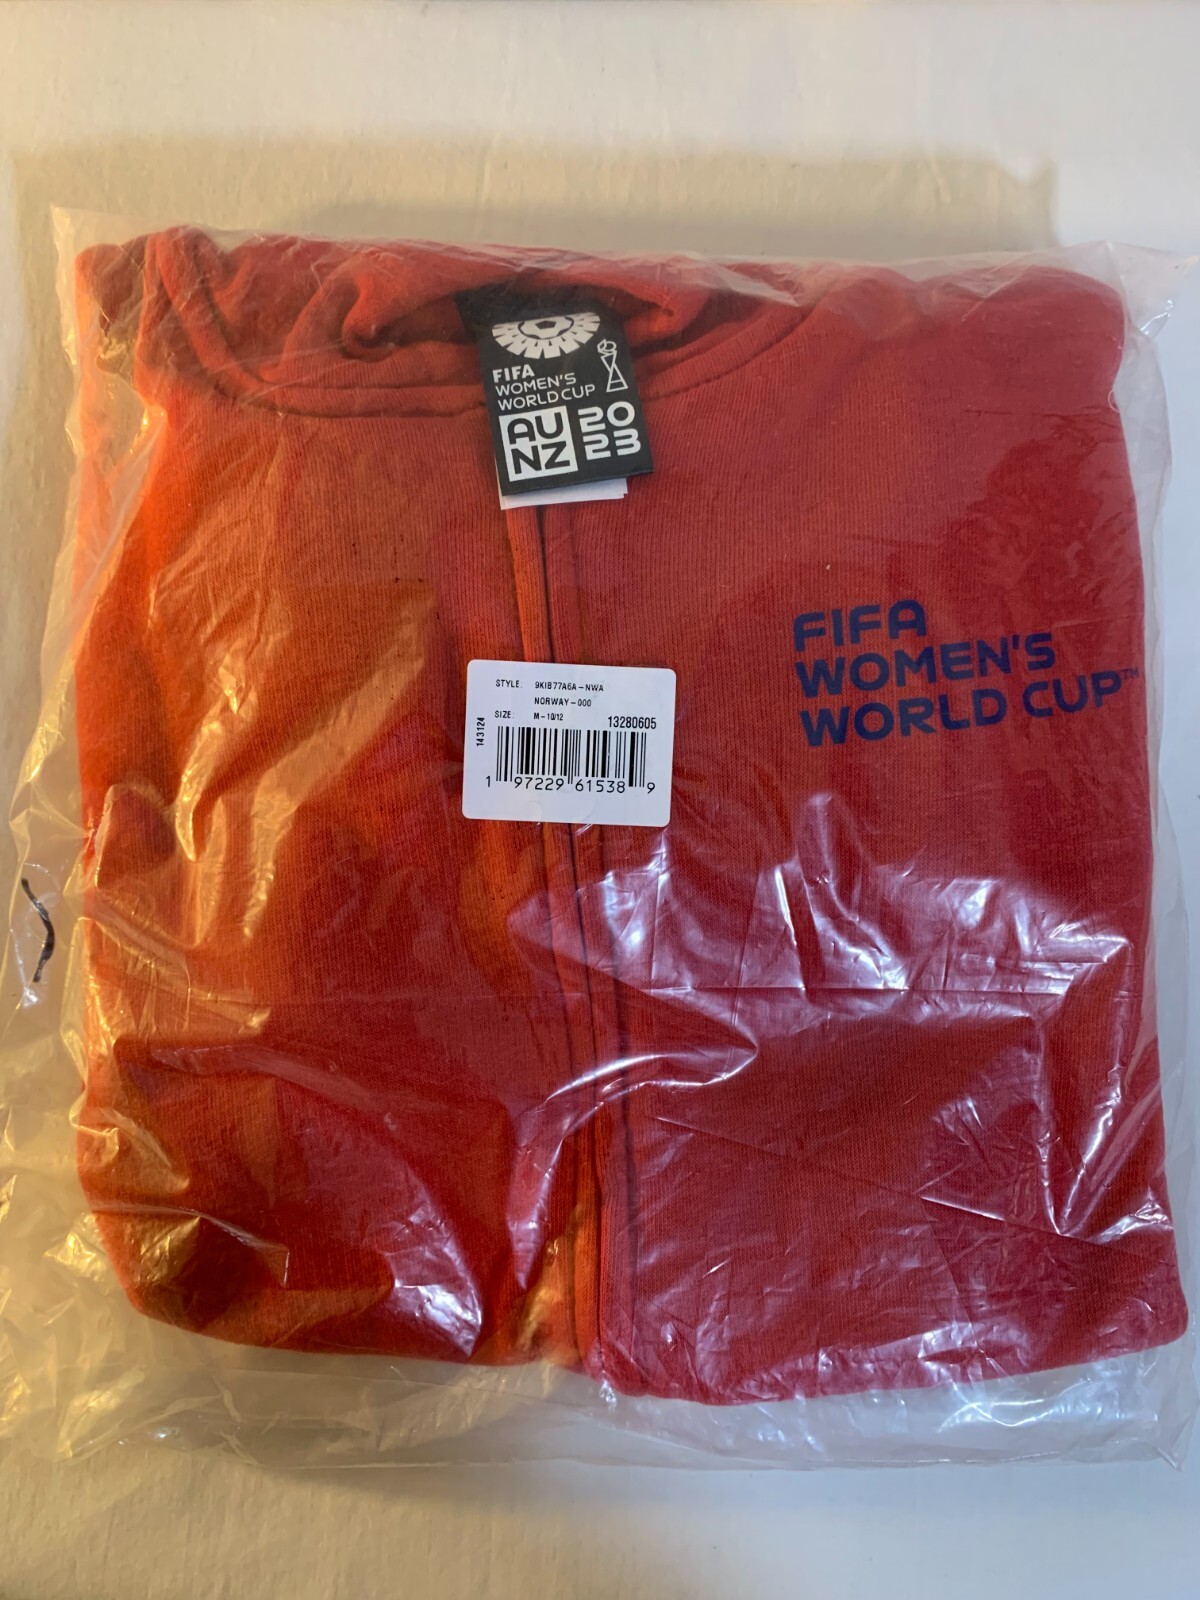 FIFA
WOMEN'S
WORLD CUP
AU
NZ
20
23
FIFA
WOMEN'S
WORLD CUP™
STYLE: 9KIB77A6A-NWA
NORWAY-000
SIZE: M-10/12
13280605
143124
1 97229 61538 9